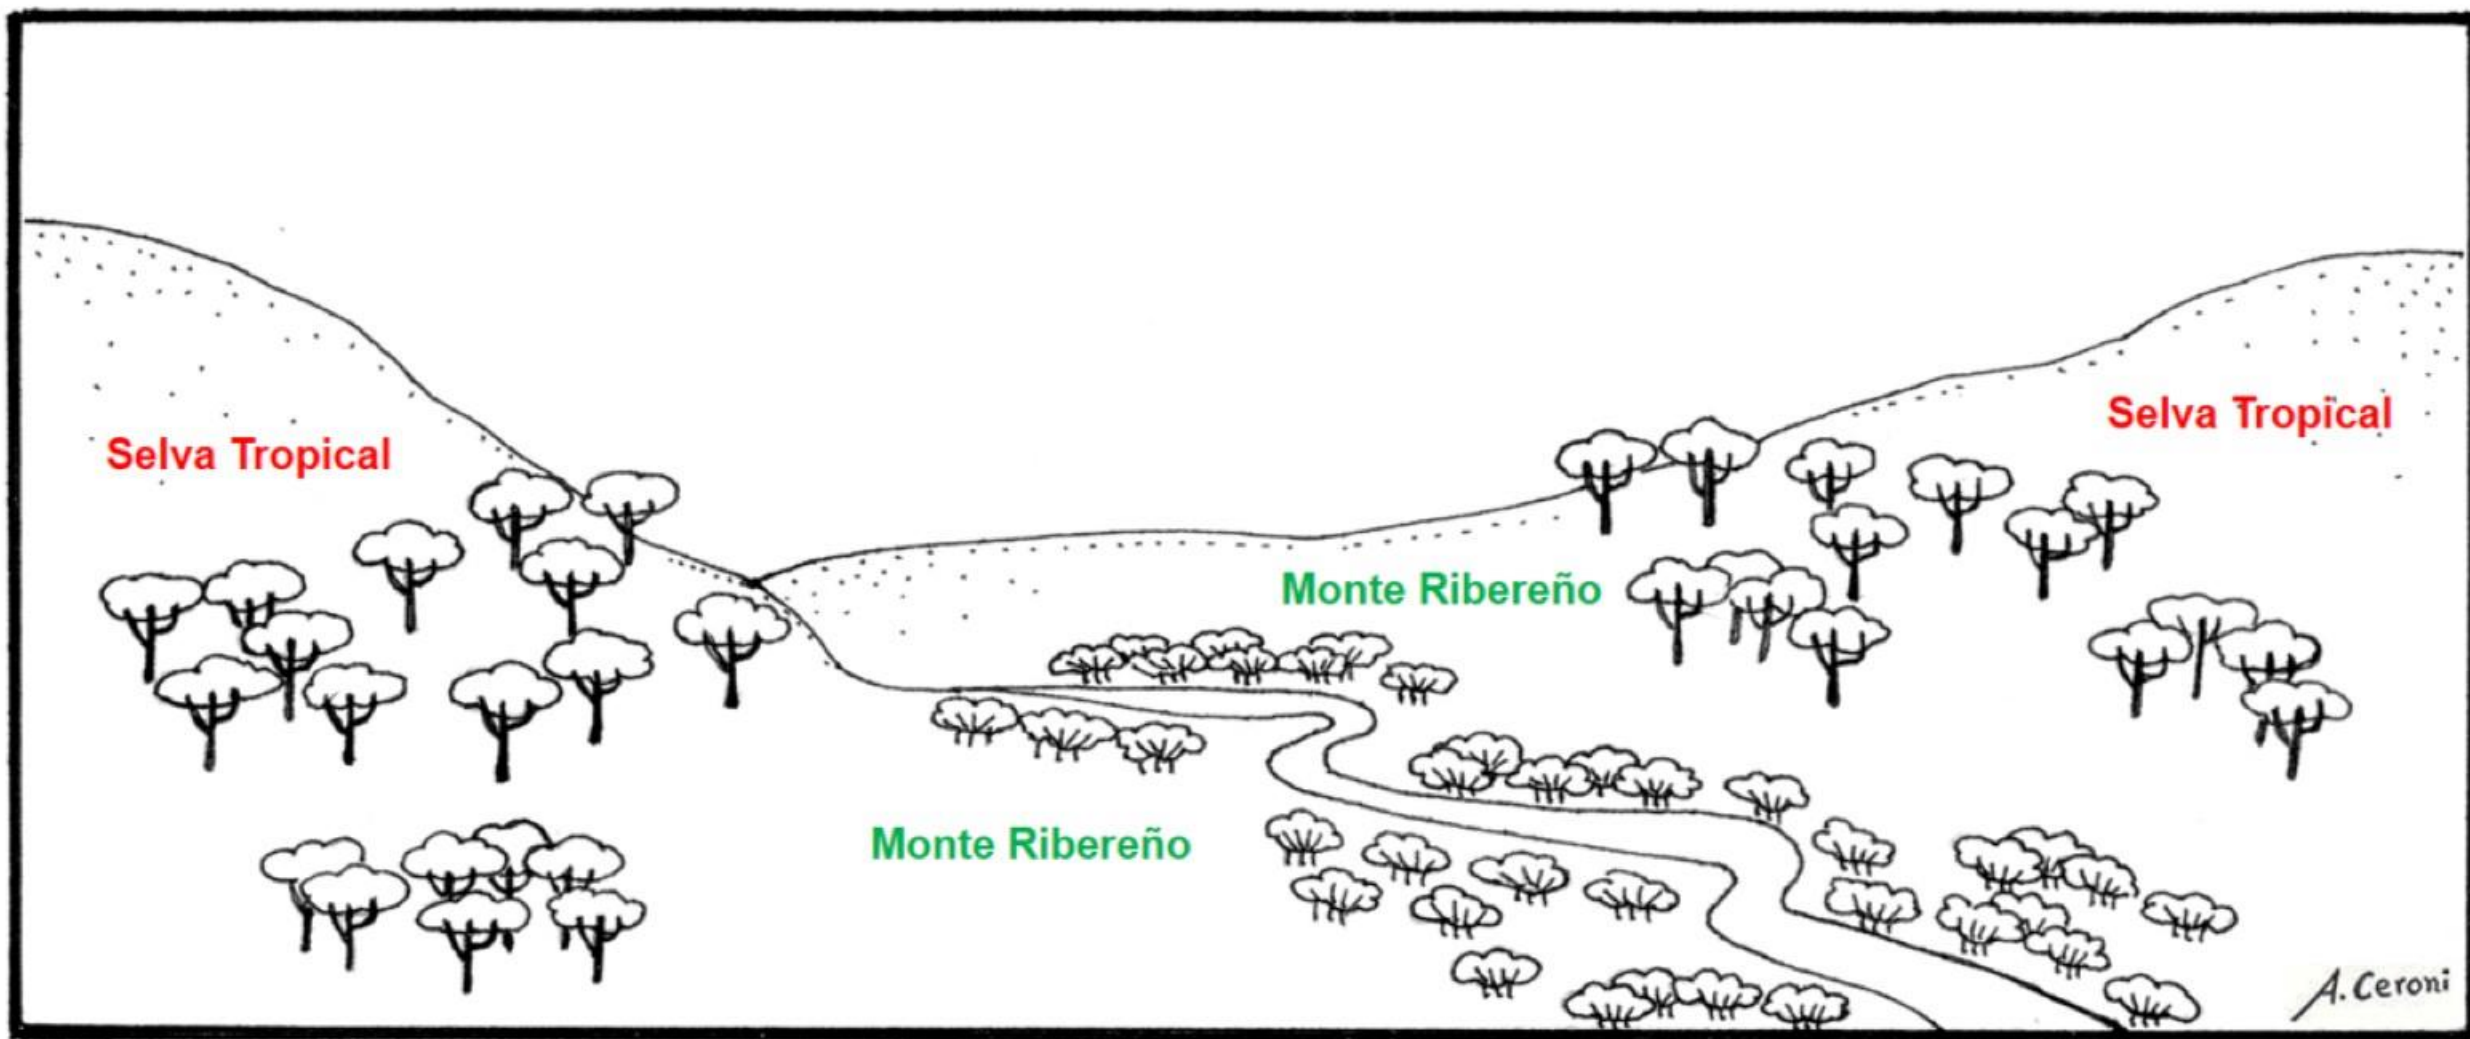 Selva Tropical
Selva Tropical
Monte Ribereño
Monte Ribereño
A. Ceroni